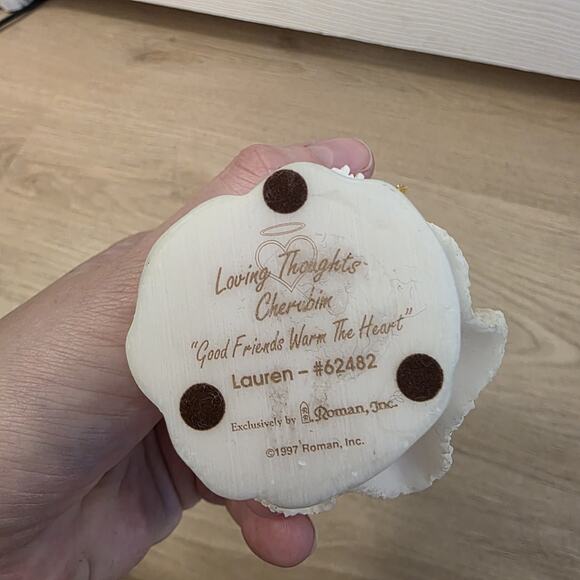 Loving Thoughts
Cherubim
"Good Friends Warm The Heart"
Lauren – #62482
Exclusively by Roman, Inc.
©1997 Roman, Inc.